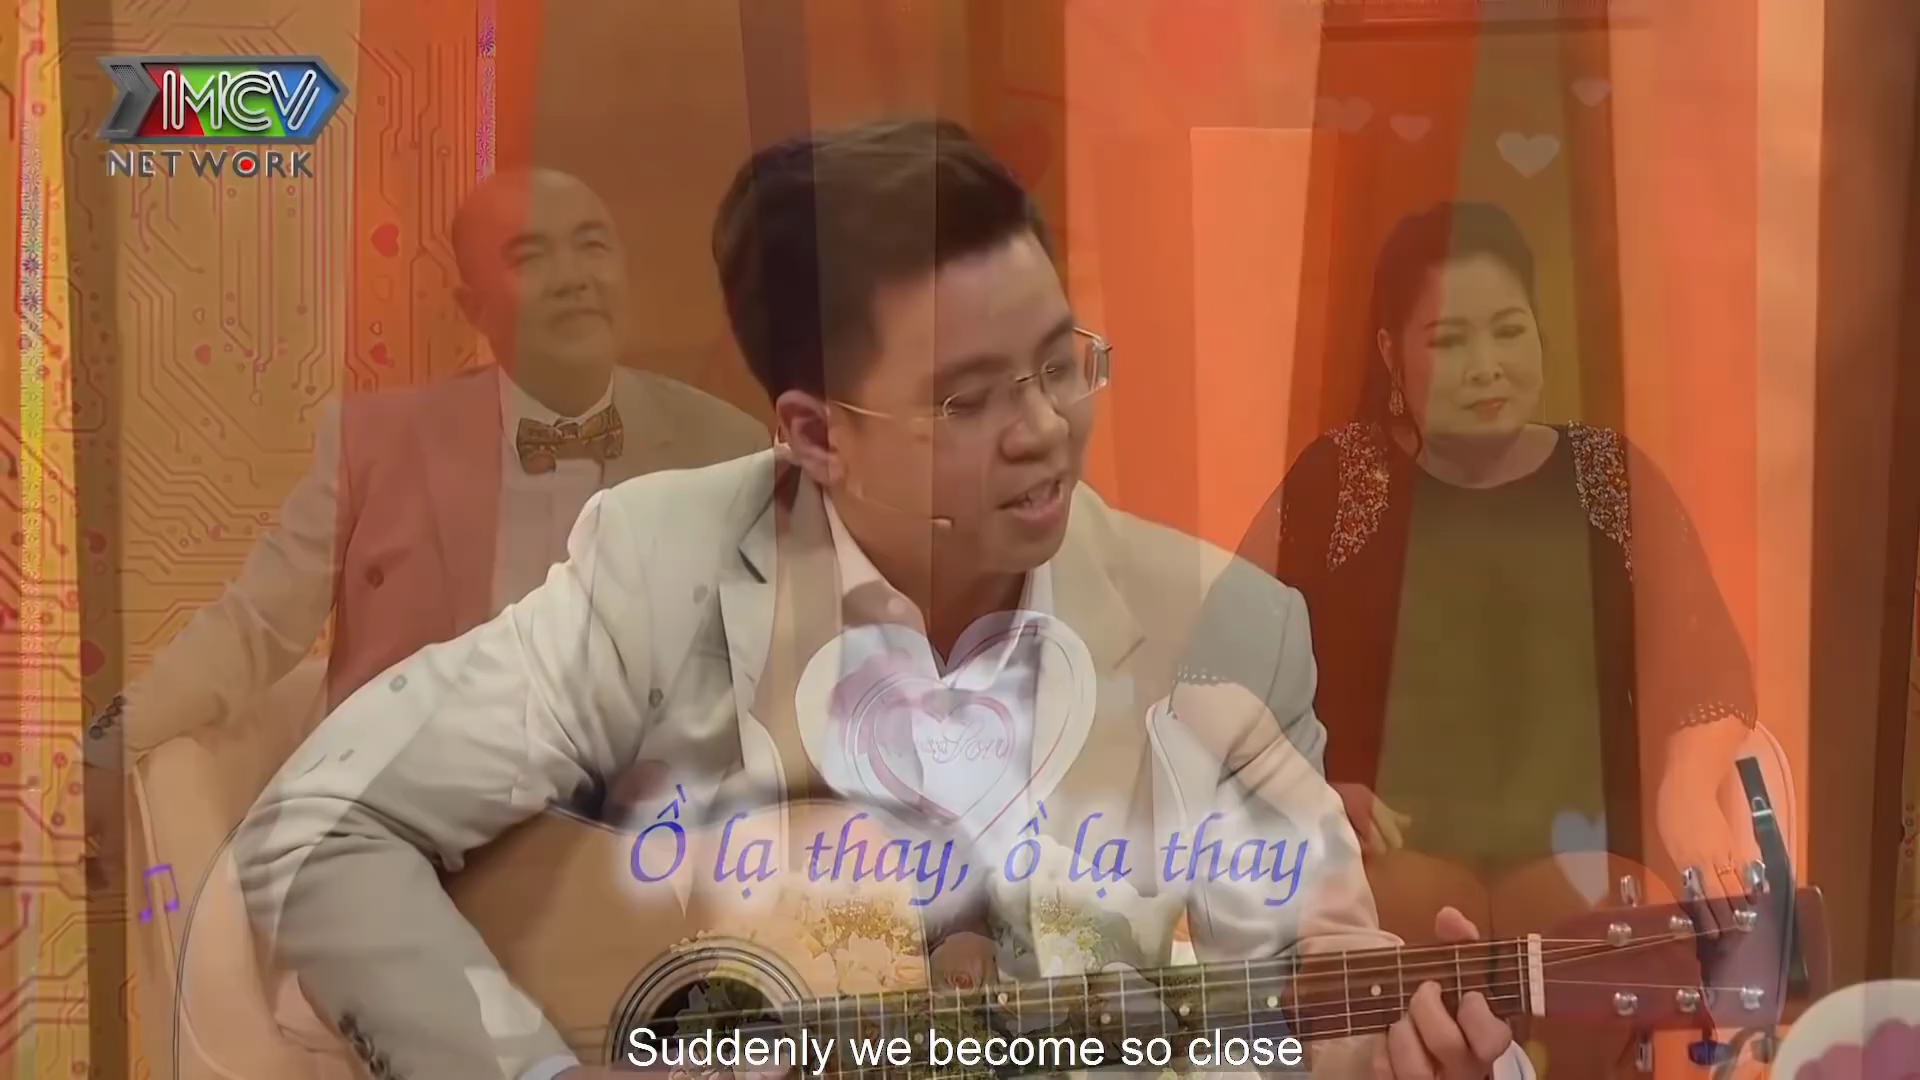 MCV
NETWORK
Ồ lạ thay, ồ lạ thay
Suddenly we become so close